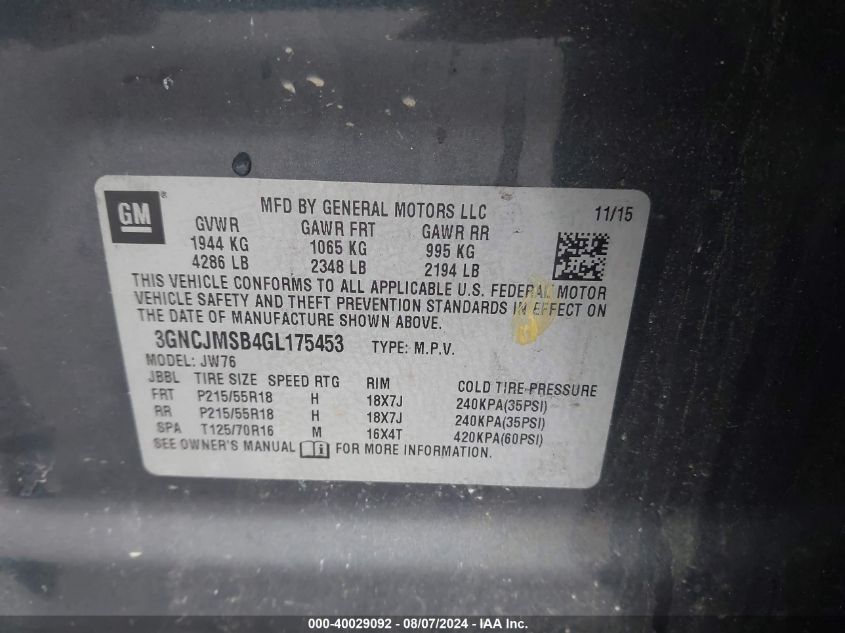 GM ®
MFD BY GENERAL MOTORS LLC 11/15
GVWR GAWR FRT GAWR RR
1944 KG 1065 KG 995 KG
4286 LB 2348 LB 2194 LB
THIS VEHICLE CONFORMS TO ALL APPLICABLE U.S. FEDERAL MOTOR
VEHICLE SAFETY AND THEFT PREVENTION STANDARDS IN EFFECT ON
THE DATE OF MANUFACTURE SHOWN ABOVE.
3GNCJMSB4GL175453 TYPE: M.P.V.
MODEL: JW76
JBBL TIRE SIZE SPEED RTG RIM COLD TIRE PRESSURE
FRT P215/55R18 H 18X7J 240KPA(35PSI)
RR P215/55R18 H 18X7J 240KPA(35PSI)
SPA T125/70R16 M 16X4T 420KPA(60PSI)
SEE OWNER'S MANUAL i FOR MORE INFORMATION.
000-40029092 - 08/07/2024 - IAA Inc.